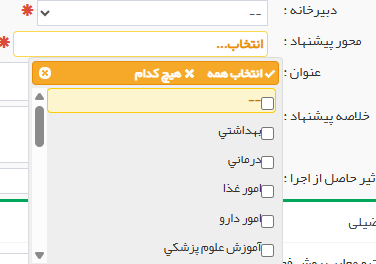 دبیرخانه :
--
محور پیشنهاد :
انتخاب...
عنوان :
انتخاب همه
هیچ کدام
--
بهداشتي
خلاصه پیشنهاد :
درماني
ثیر حاصل از اجرا :
امور غذا
امور دارو
ضیلی
آموزش علوم پزشكي